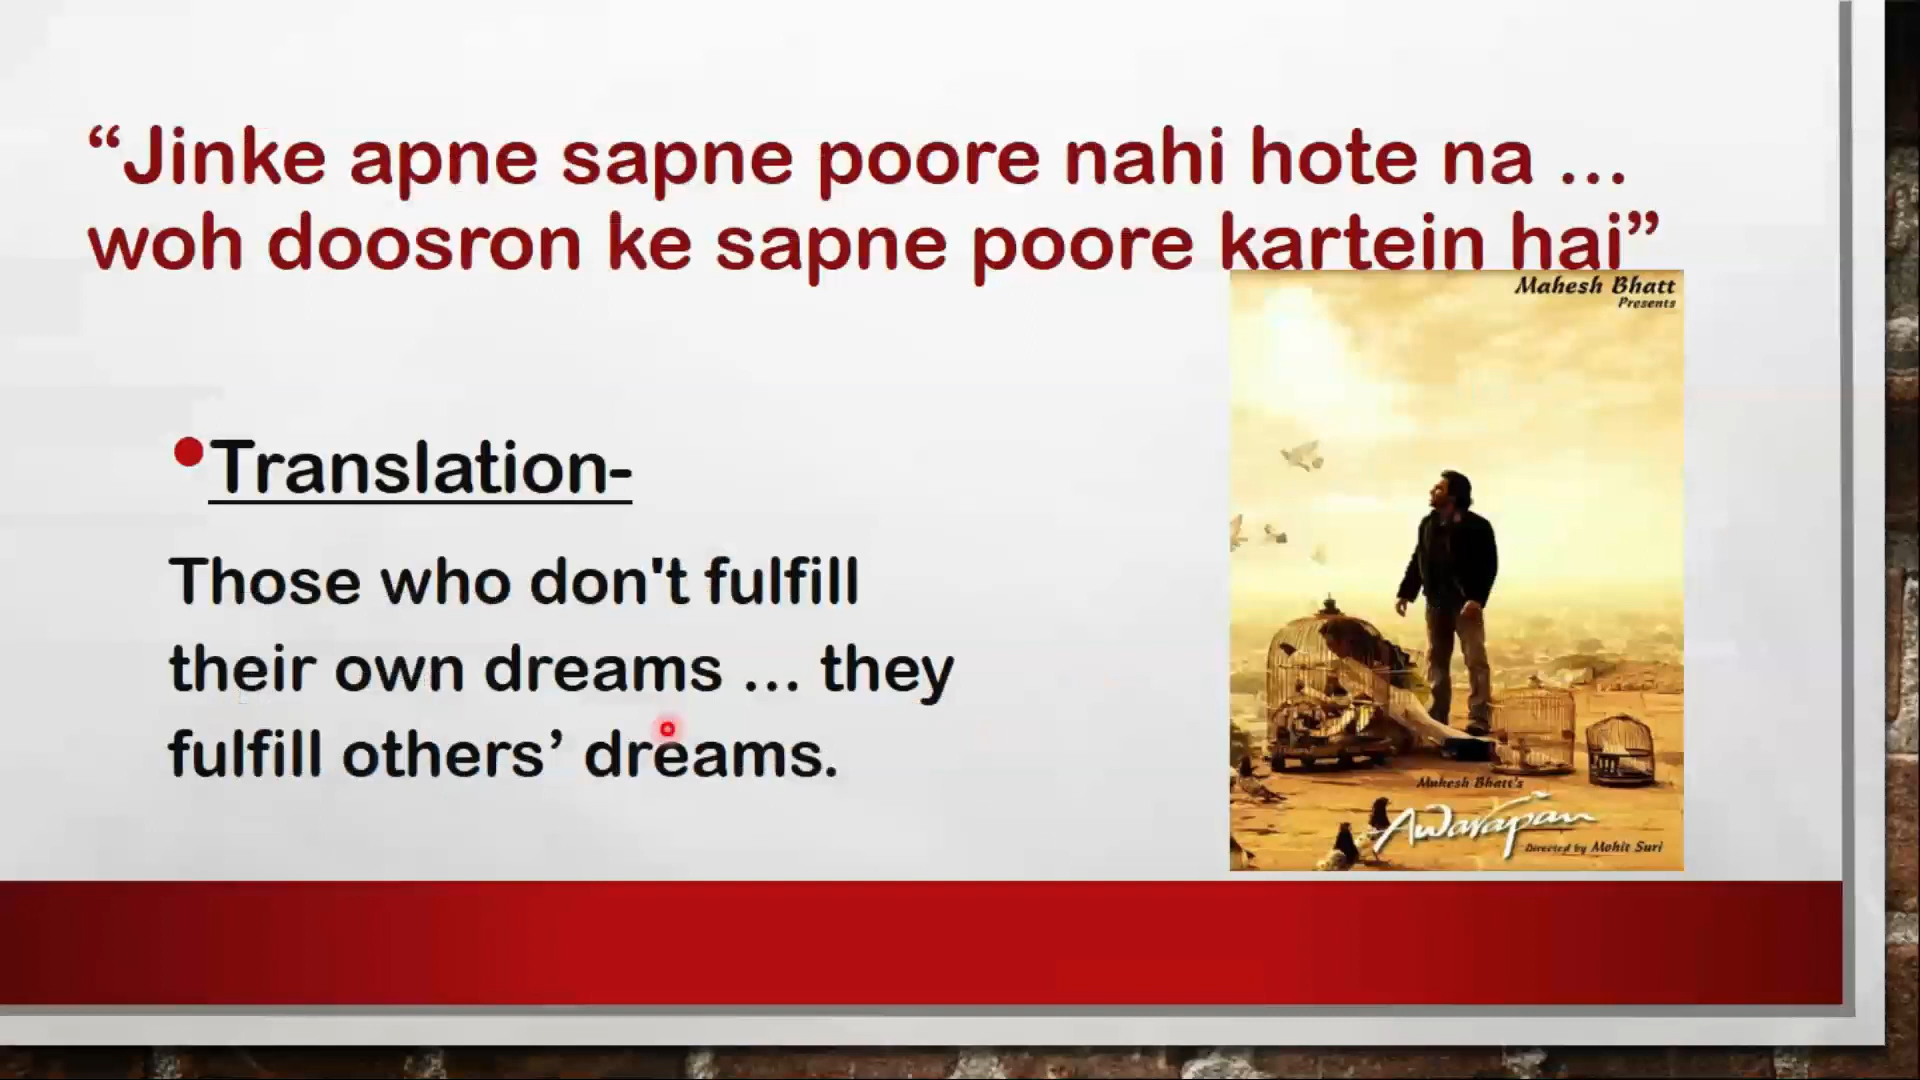 “Jinke apne sapne poore nahi hote na ...
woh doosron ke sapne poore kartein hai”
Mahesh Bhatt
Presents
•Translation-
Those who don't fulfill
their own dreams ... they
fulfill others’ dreams.
Mahesh Bhatt's
Awarapan
Directed by Mohit Suri